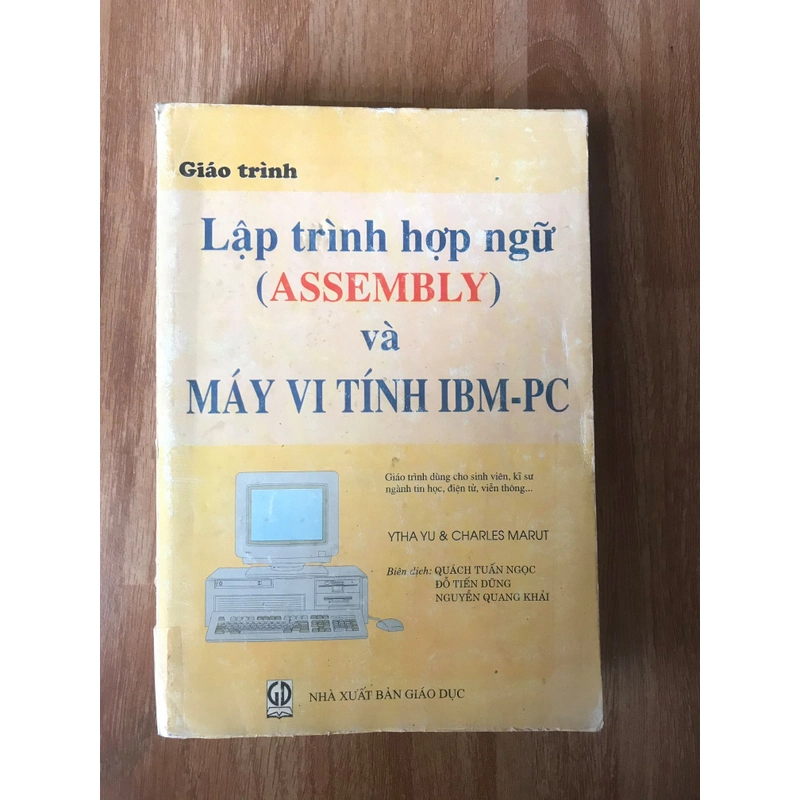 Giáo trình
Lập trình hợp ngữ
(ASSEMBLY)
và
MÁY VI TÍNH IBM-PC
Giáo trình dùng cho sinh viên, kĩ sư
ngành tin học, điện tử, viễn thông...
YTHA YU & CHARLES MARUT
Biên dịch: QUÁCH TUẤN NGỌC
ĐỖ TIẾN DŨNG
NGUYỄN QUANG KHẢI
GD
NHÀ XUẤT BẢN GIÁO DỤC